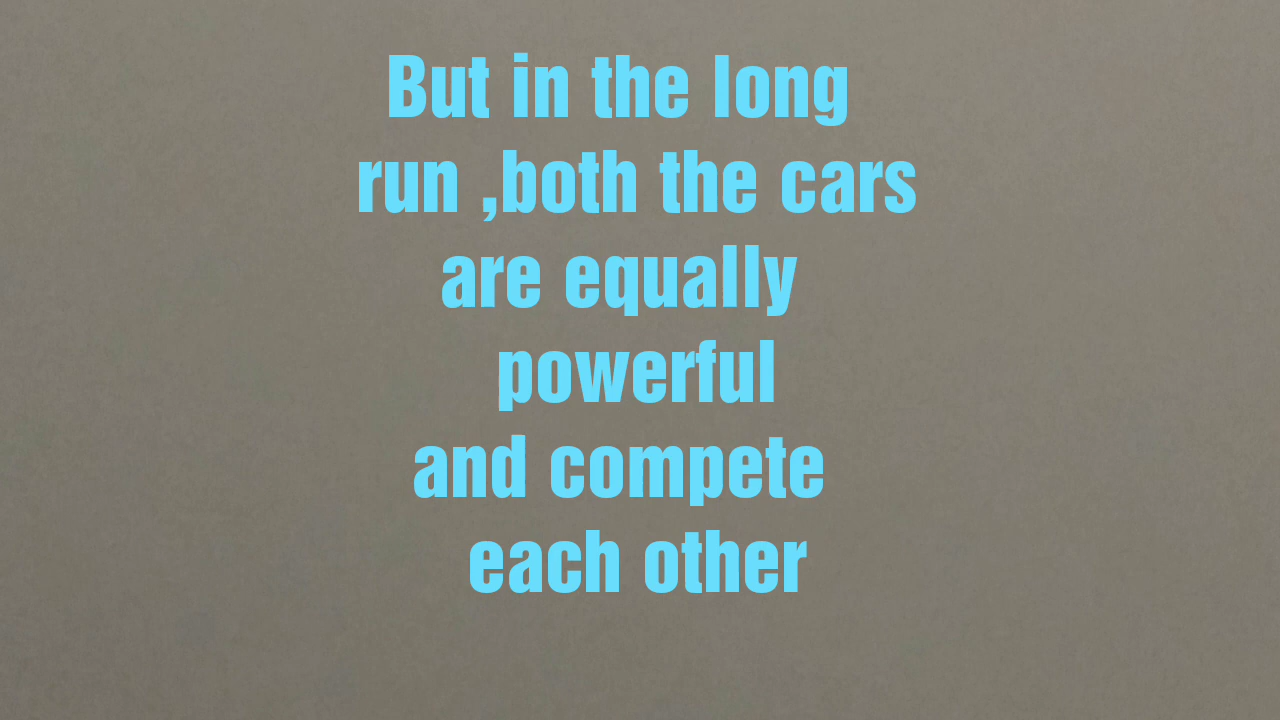 But in the long
run ,both the cars
are equally
powerful
and compete
each other